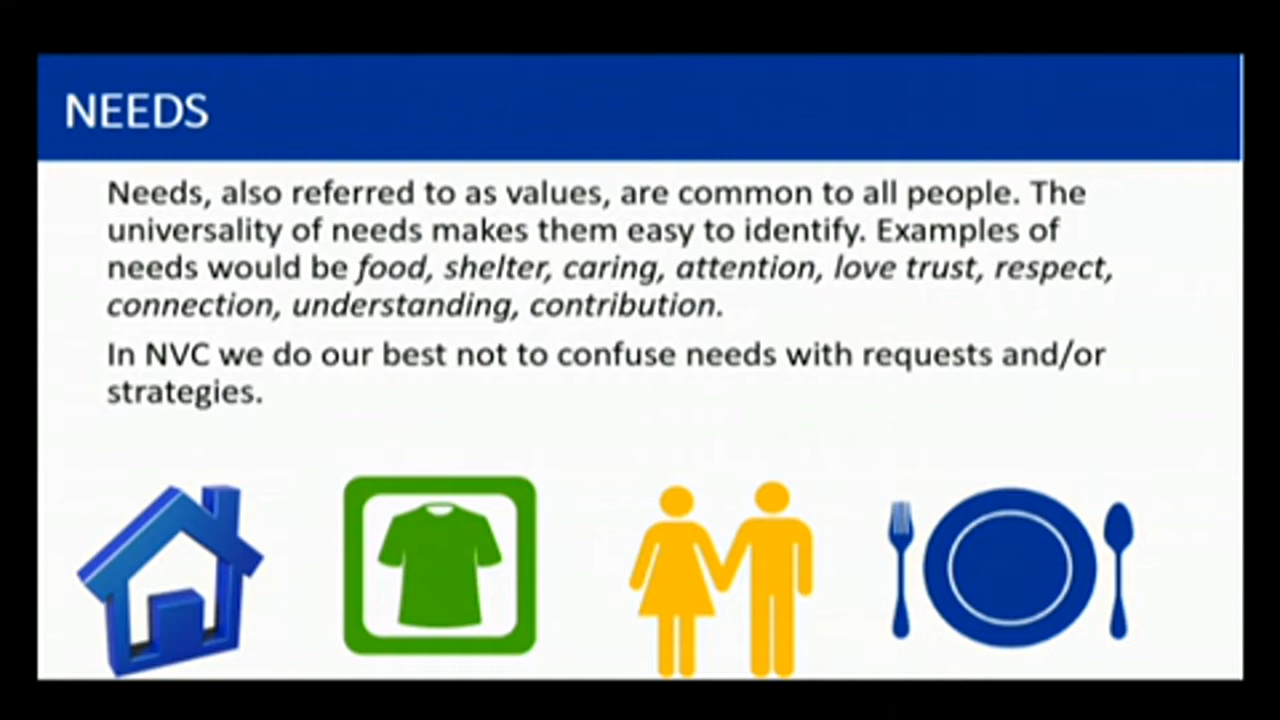 NEEDS
Needs, also referred to as values, are common to all people. The
universality of needs makes them easy to identify. Examples of
needs would be food, shelter, caring, attention, love trust, respect,
connection, understanding, contribution.
In NVC we do our best not to confuse needs with requests and/or
strategies.